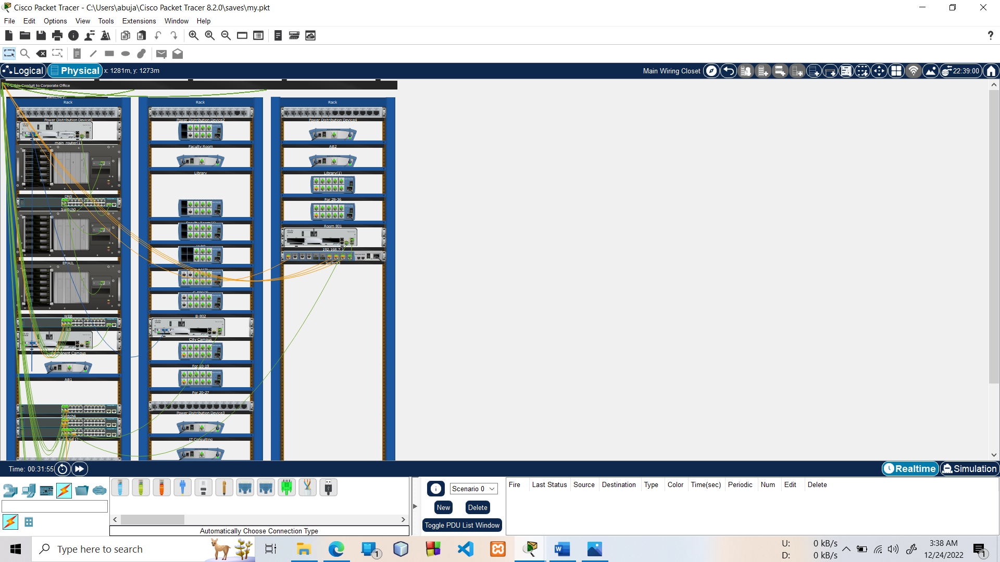 Cisco Packet Tracer - C:\Users\abuja\Cisco Packet Tracer 8.2.0\saves\my.pkt
File Edit Options View Tools Extensions Window Help
?
Logical Physical x: 1281m, y: 1273m Main Wiring Closet 22:39:00
Conduit to Corporate Office
Rack Rack Rack
Power Distribution Device0 Power Distribution Device2 Power Distribution Device4
main_router(1)
Faculty Room AB2
Library Library(1)
DNS For 28-36
Switch0
Room 801
192.168.7.1
EMAIL Switch3
WEB B-802
City Campus
Permanent Campus
For 10-19
AB1
For 20-27
Power Distribution Device3
Switch4
Switch4(1) IT Consulting
Time: 00:31:55 Realtime Simulation
Scenario 0
New Delete
Toggle PDU List Window
Fire Last Status Source Destination Type Color Time(sec) Periodic Num Edit Delete
Automatically Choose Connection Type
Type here to search
1
U: 0 kB/s
D: 0 kB/s
3:38 AM
12/24/2022
1